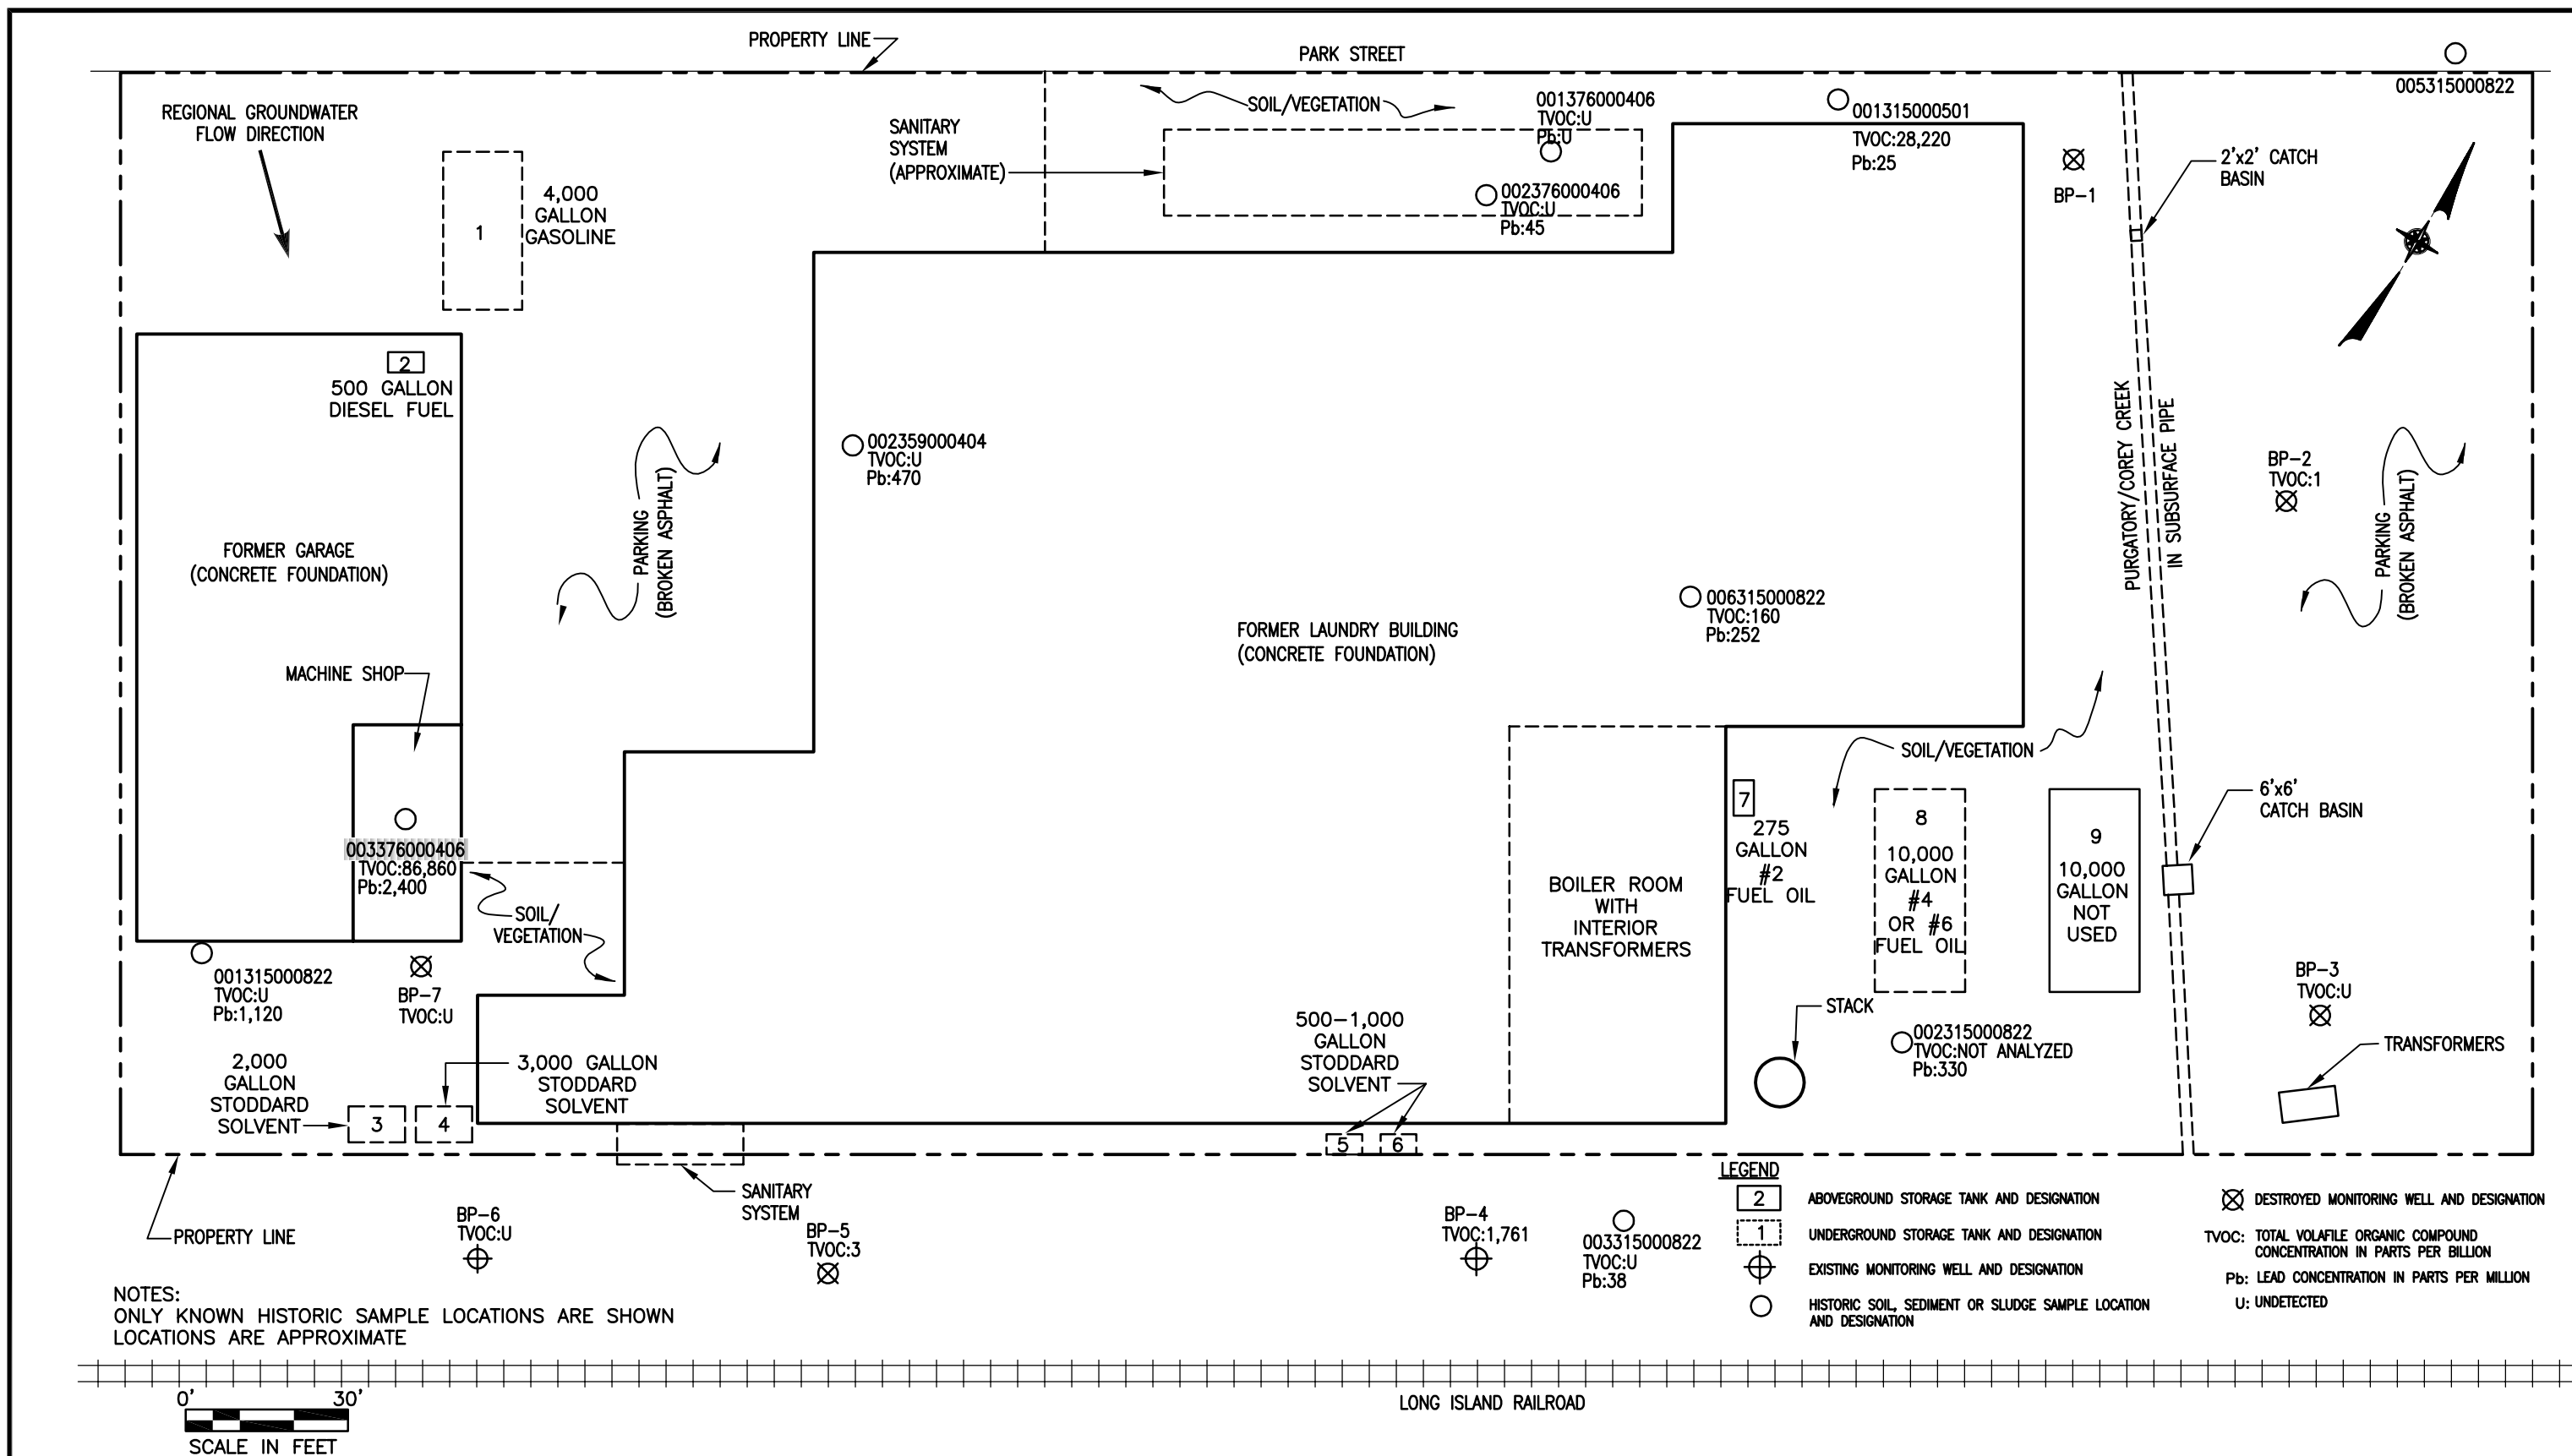 PROPERTY LINE
PARK STREET
005315000822
REGIONAL GROUNDWATER
FLOW DIRECTION
SOIL/VEGETATION
SANITARY
SYSTEM
(APPROXIMATE)
001376000406
TVOC:U
Pb:U
002376000406
TVOC:U
Pb:45
001315000501
TVOC:28,220
Pb:25
BP-1
2'x2' CATCH
BASIN
1
4,000
GALLON
GASOLINE
2
500 GALLON
DIESEL FUEL
002359000404
TVOC:U
Pb:470
PARKING
(BROKEN ASPHALT)
FORMER GARAGE
(CONCRETE FOUNDATION)
MACHINE SHOP
FORMER LAUNDRY BUILDING
(CONCRETE FOUNDATION)
006315000822
TVOC:160
Pb:252
PURGATORY/COREY CREEK
IN SUBSURFACE PIPE
BP-2
TVOC:1
PARKING
(BROKEN ASPHALT)
SOIL/VEGETATION
6'x6'
CATCH BASIN
003376000406
TVOC:86,860
Pb:2,400
SOIL/
VEGETATION
BOILER ROOM
WITH
INTERIOR
TRANSFORMERS
7
275
GALLON
#2
FUEL OIL
8
10,000
GALLON
#4
OR #6
FUEL OIL
9
10,000
GALLON
NOT
USED
001315000822
TVOC:U
Pb:1,120
BP-7
TVOC:U
BP-3
TVOC:U
STACK
002315000822
TVOC:NOT ANALYZED
Pb:330
TRANSFORMERS
2,000
GALLON
STODDARD
SOLVENT
3
4
3,000 GALLON
STODDARD
SOLVENT
500-1,000
GALLON
STODDARD
SOLVENT
5
6
SANITARY
SYSTEM
PROPERTY LINE
BP-6
TVOC:U
BP-5
TVOC:3
BP-4
TVOC:1,761
003315000822
TVOC:U
Pb:38
LEGEND
2
ABOVEGROUND STORAGE TANK AND DESIGNATION
1
UNDERGROUND STORAGE TANK AND DESIGNATION
EXISTING MONITORING WELL AND DESIGNATION
HISTORIC SOIL, SEDIMENT OR SLUDGE SAMPLE LOCATION
AND DESIGNATION
DESTROYED MONITORING WELL AND DESIGNATION
TVOC: TOTAL VOLAFILE ORGANIC COMPOUND
CONCENTRATION IN PARTS PER BILLION
Pb: LEAD CONCENTRATION IN PARTS PER MILLION
U: UNDETECTED
NOTES:
ONLY KNOWN HISTORIC SAMPLE LOCATIONS ARE SHOWN
LOCATIONS ARE APPROXIMATE
LONG ISLAND RAILROAD
0' 30'
SCALE IN FEET